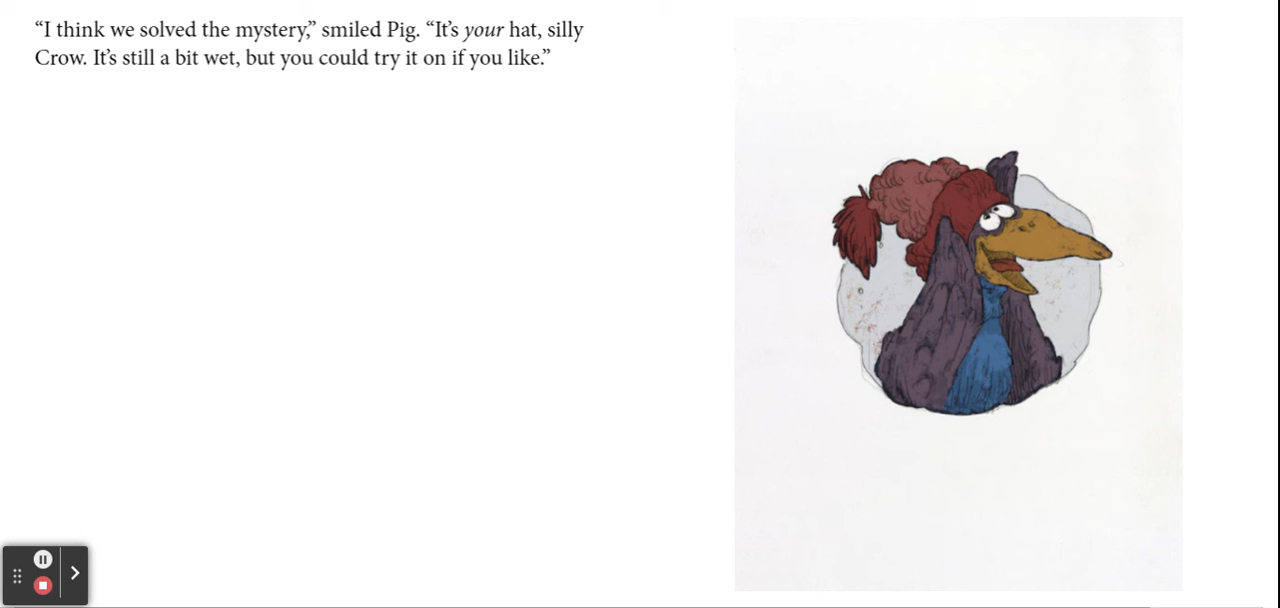 “I think we solved the mystery,” smiled Pig. “It’s your hat, silly
Crow. It’s still a bit wet, but you could try it on if you like.”